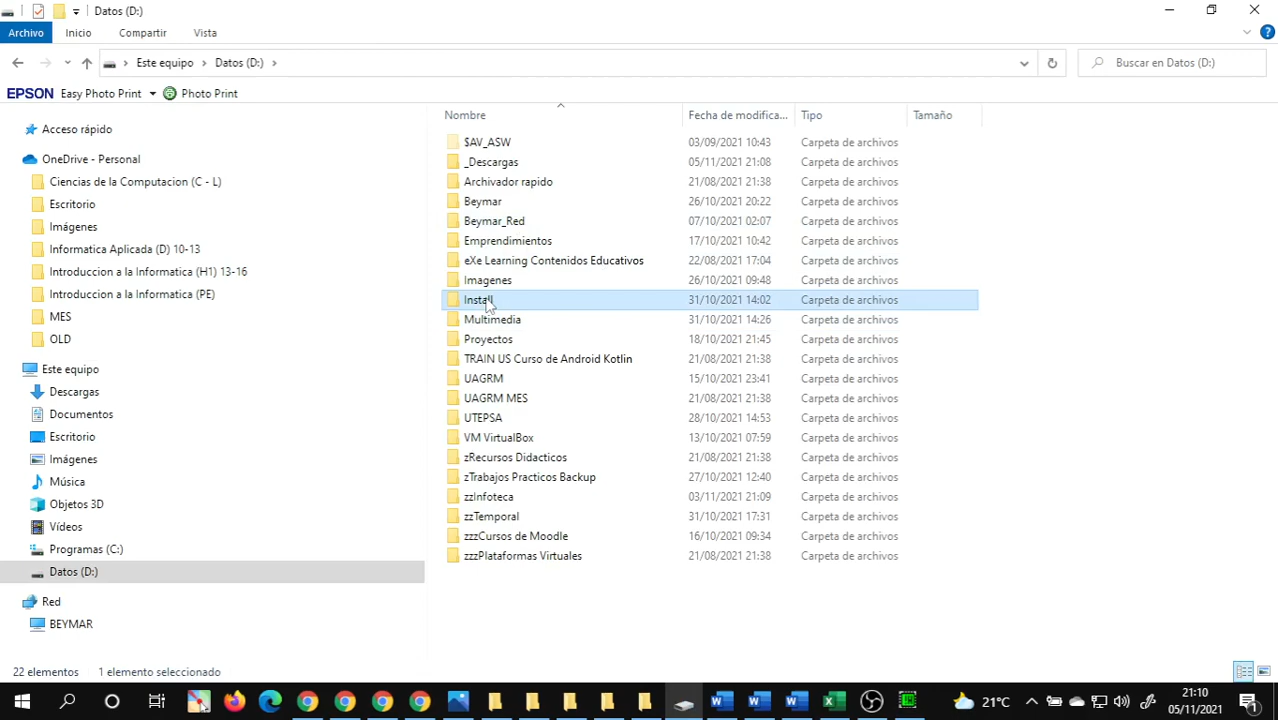 Datos (D:)
Archivo Inicio Compartir Vista
Este equipo Datos (D:) Buscar en Datos (D:)
EPSON Easy Photo Print Photo Print
Acceso rápido
OneDrive - Personal
Ciencias de la Computacion (C - L)
Escritorio
Imágenes
Informatica Aplicada (D) 10-13
Introduccion a la Informatica (H1) 13-16
Introduccion a la Informatica (PE)
MES
OLD
Este equipo
Descargas
Documentos
Escritorio
Imágenes
Música
Objetos 3D
Vídeos
Programas (C:)
Datos (D:)
Red
BEYMAR
Nombre Fecha de modifica... Tipo Tamaño
$AV_ASW 03/09/2021 10:43 Carpeta de archivos
_Descargas 05/11/2021 21:08 Carpeta de archivos
Archivador rapido 21/08/2021 21:38 Carpeta de archivos
Beymar 26/10/2021 20:22 Carpeta de archivos
Beymar_Red 07/10/2021 02:07 Carpeta de archivos
Emprendimientos 17/10/2021 10:42 Carpeta de archivos
eXe Learning Contenidos Educativos 22/08/2021 17:04 Carpeta de archivos
Imagenes 26/10/2021 09:48 Carpeta de archivos
Install 31/10/2021 14:02 Carpeta de archivos
Multimedia 31/10/2021 14:26 Carpeta de archivos
Proyectos 18/10/2021 21:45 Carpeta de archivos
TRAIN US Curso de Android Kotlin 21/08/2021 21:38 Carpeta de archivos
UAGRM 15/10/2021 23:41 Carpeta de archivos
UAGRM MES 21/08/2021 21:38 Carpeta de archivos
UTEPSA 28/10/2021 14:53 Carpeta de archivos
VM VirtualBox 13/10/2021 07:59 Carpeta de archivos
zRecursos Didacticos 21/08/2021 21:38 Carpeta de archivos
zTrabajos Practicos Backup 27/10/2021 12:40 Carpeta de archivos
zzInfoteca 03/11/2021 21:09 Carpeta de archivos
zzTemporal 31/10/2021 17:31 Carpeta de archivos
zzzCursos de Moodle 16/10/2021 09:34 Carpeta de archivos
zzzPlataformas Virtuales 21/08/2021 21:38 Carpeta de archivos
22 elementos 1 elemento seleccionado
21°C
21:10
05/11/2021
1